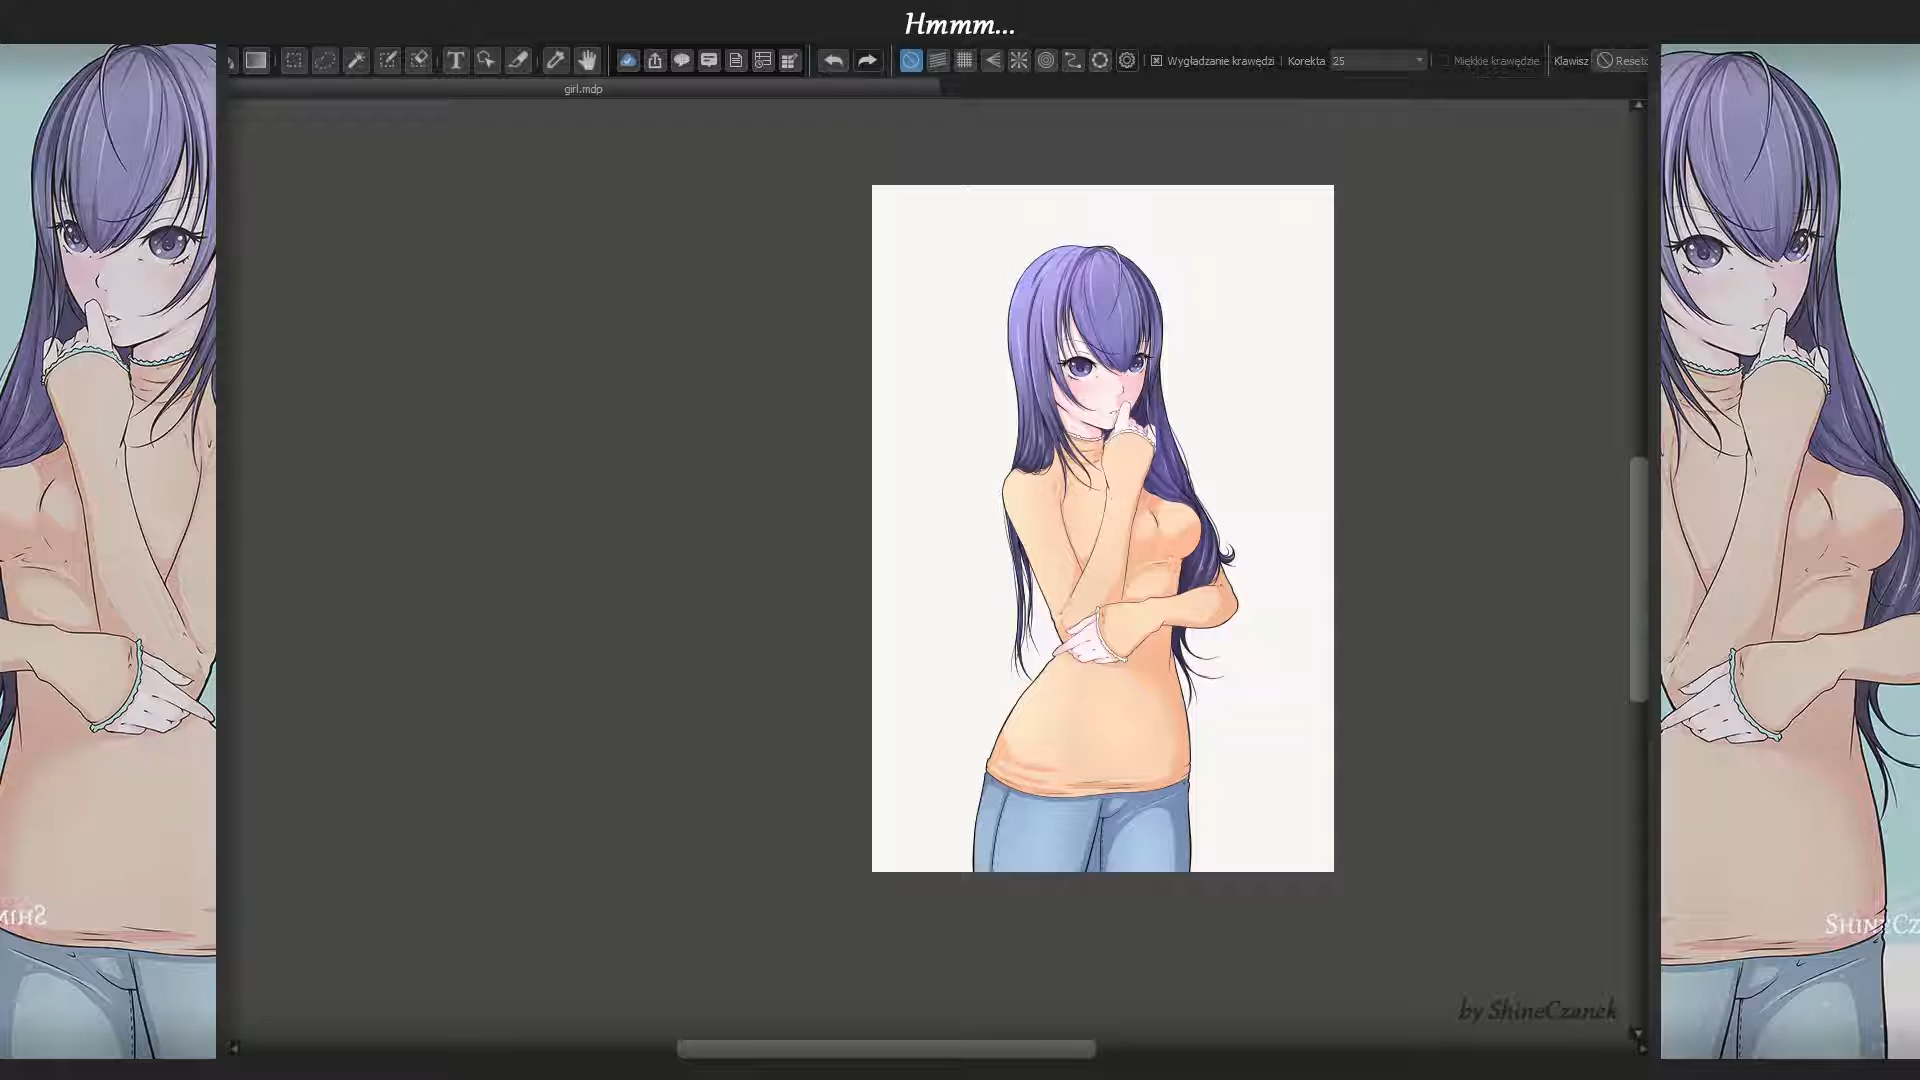 Hmmm...
Wygładzanie krawędzi Korekta 25 Miękkie krawędzie Klawisz
girl.mdp
by ShineCzanek